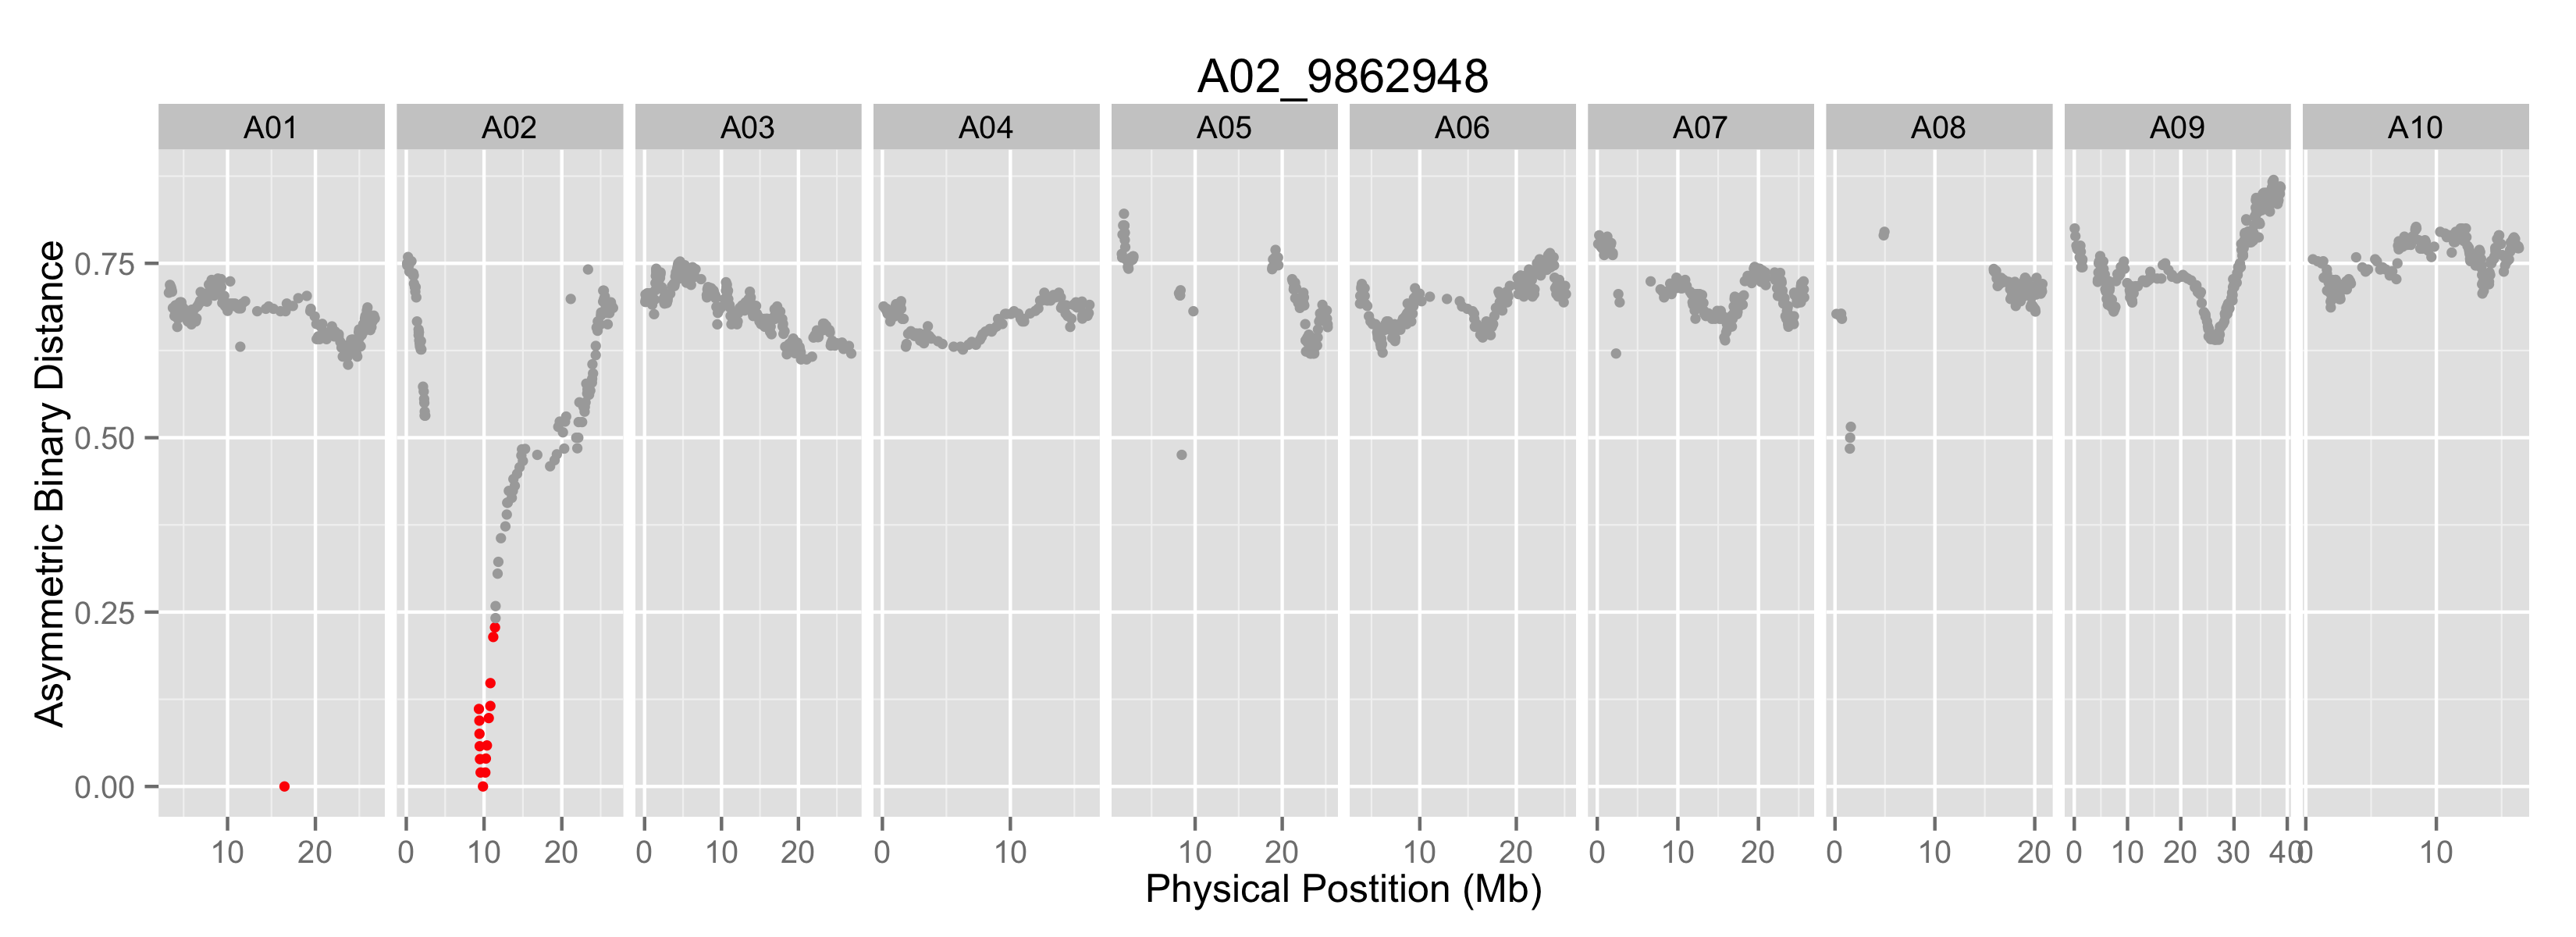 A02_9862948
A01 A02 A03 A04 A05 A06 A07 A08 A09 A10
Asymmetric Binary Distance
0.75
0.50
0.25
0.00
10 20 0 10 20 0 10 20 0 10 10 20 10 20 0 10 20 0 10 20 0 10 20 30 40 0 10
Physical Postition (Mb)